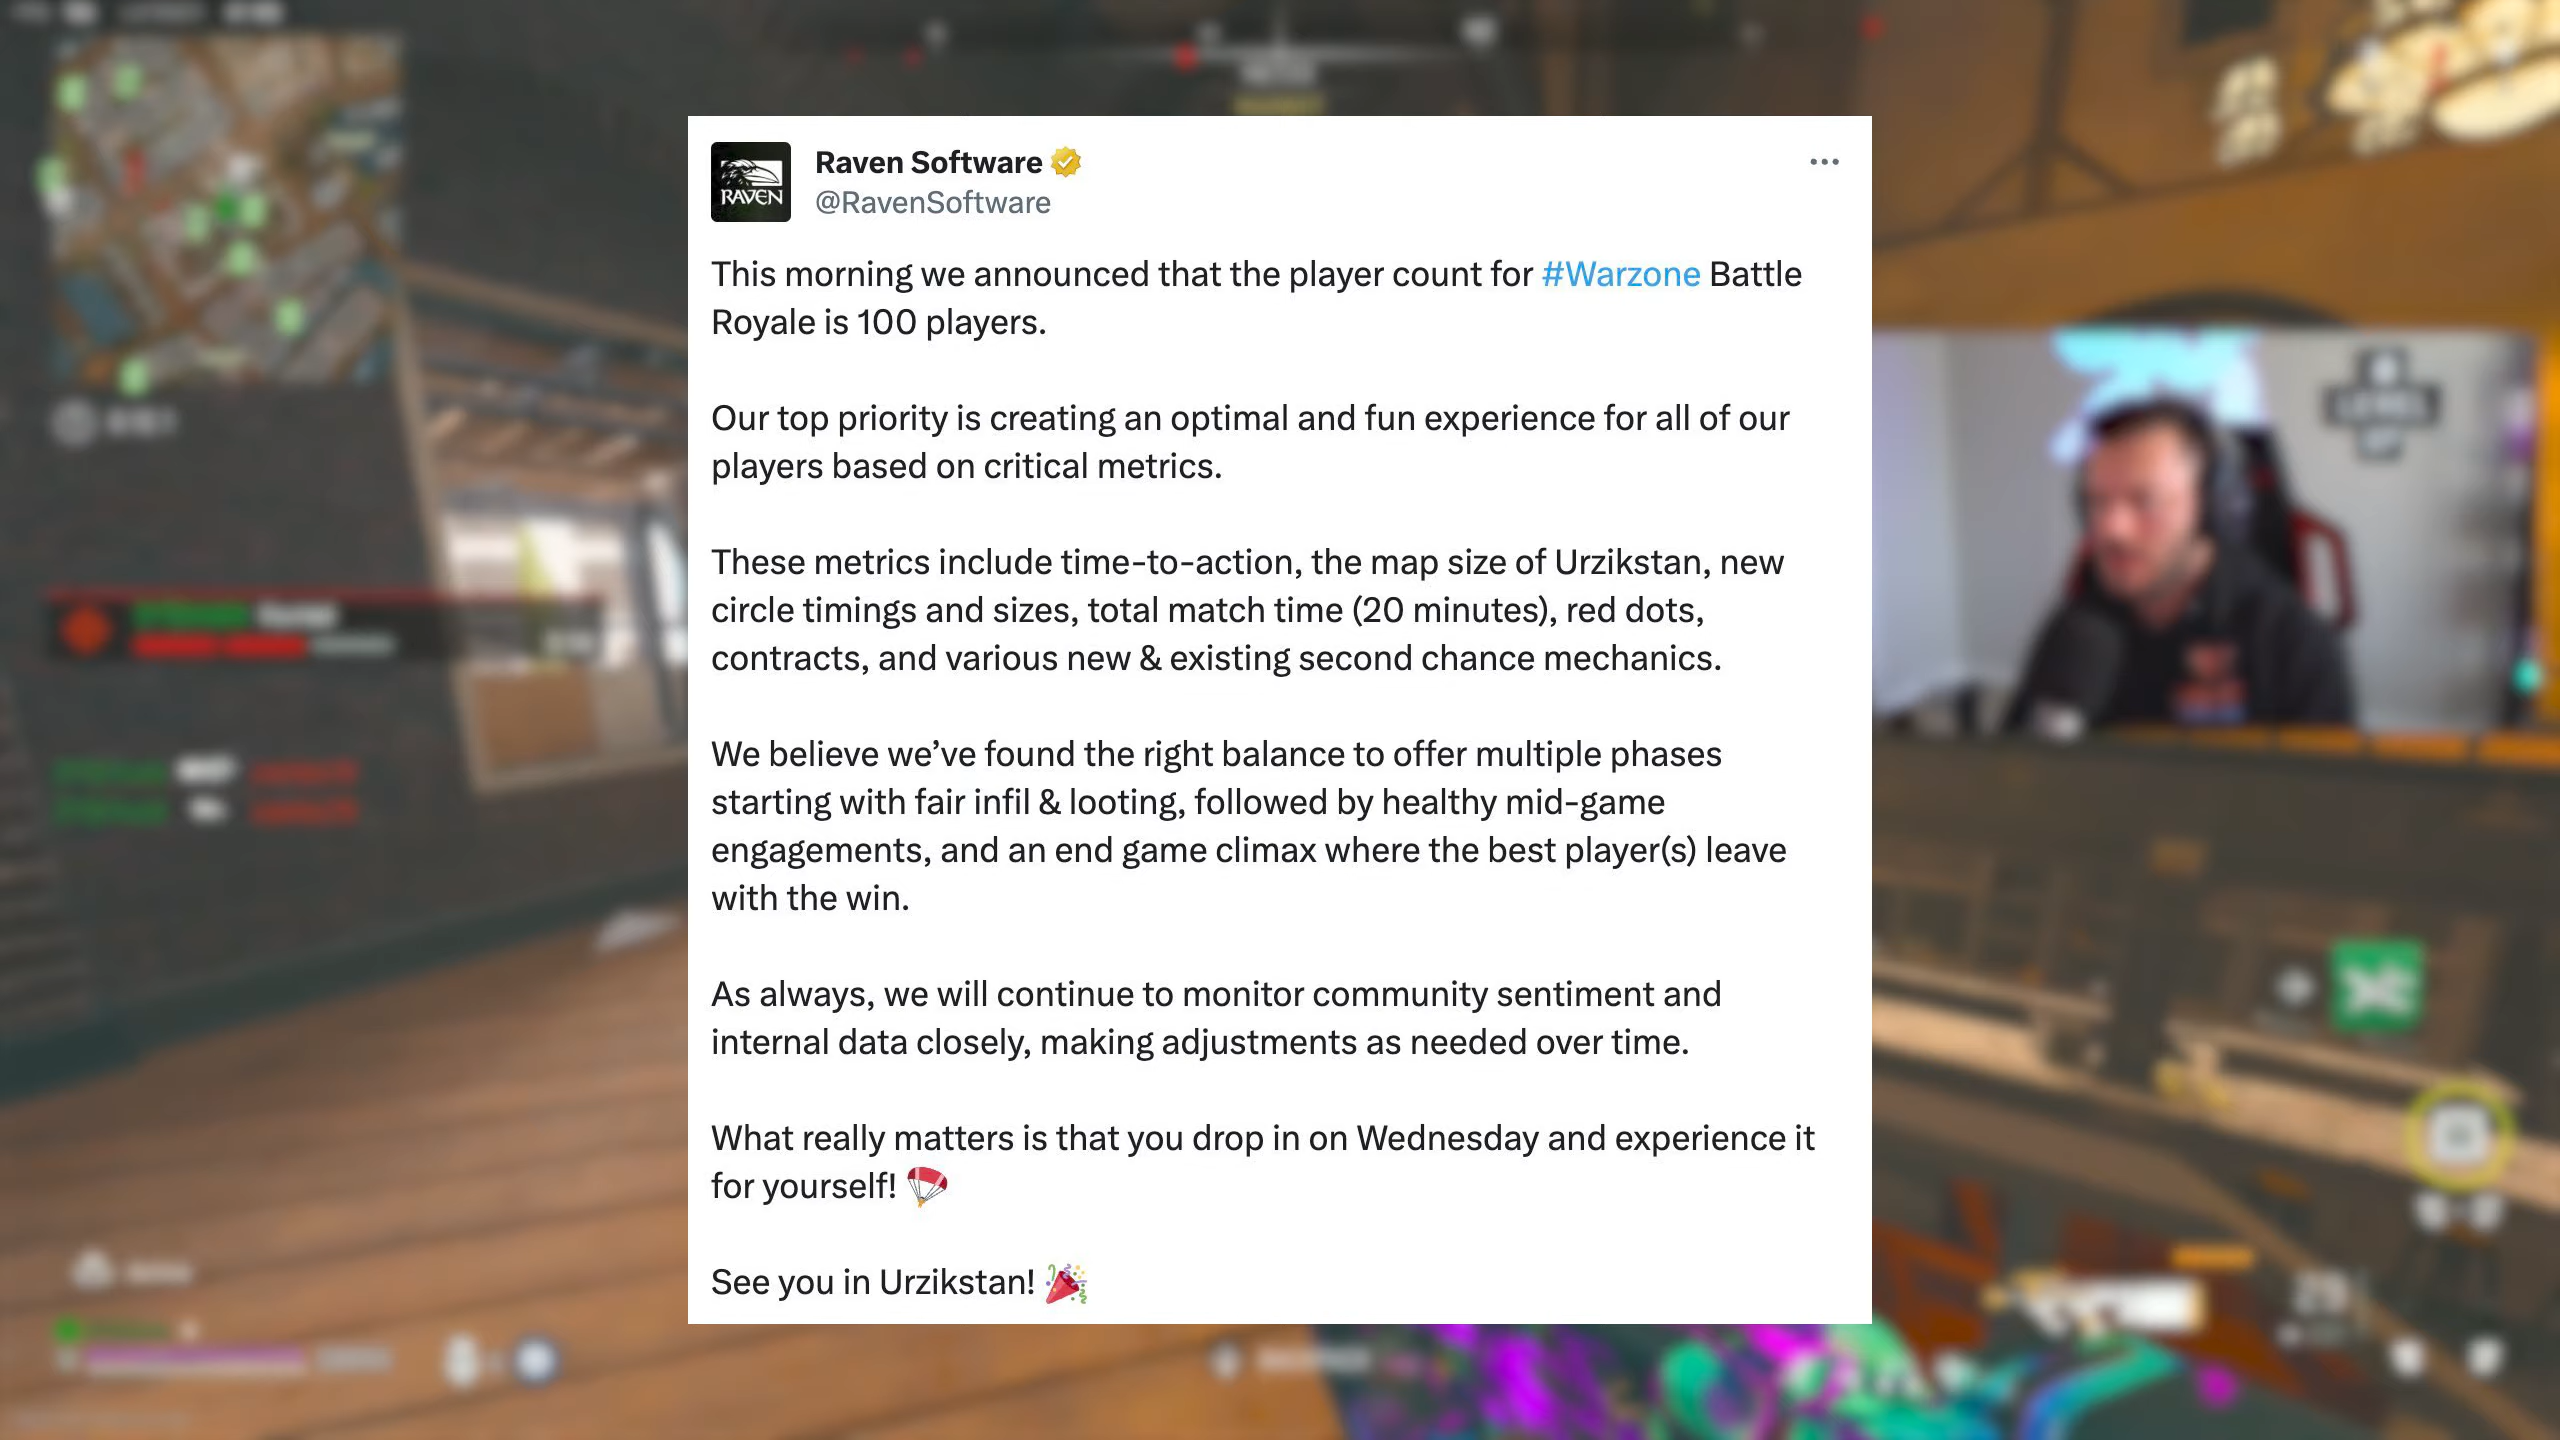 RAVEN
Raven Software
@RavenSoftware
This morning we announced that the player count for #Warzone Battle
Royale is 100 players.
Our top priority is creating an optimal and fun experience for all of our
players based on critical metrics.
These metrics include time-to-action, the map size of Urzikstan, new
circle timings and sizes, total match time (20 minutes), red dots,
contracts, and various new & existing second chance mechanics.
We believe we’ve found the right balance to offer multiple phases
starting with fair infil & looting, followed by healthy mid-game
engagements, and an end game climax where the best player(s) leave
with the win.
As always, we will continue to monitor community sentiment and
internal data closely, making adjustments as needed over time.
What really matters is that you drop in on Wednesday and experience it
for yourself! 🪂
See you in Urzikstan! 🎉
LEVEL
UP